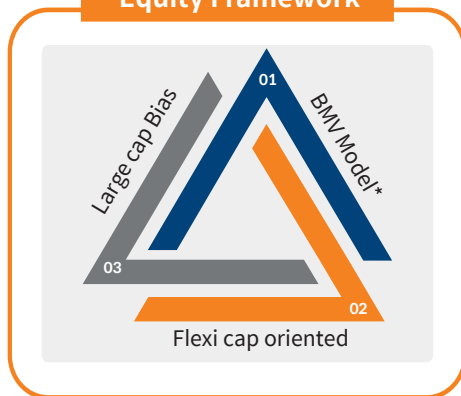 Equity Framework
01
BMV Model*
Large cap Bias
03
02
Flexi cap oriented